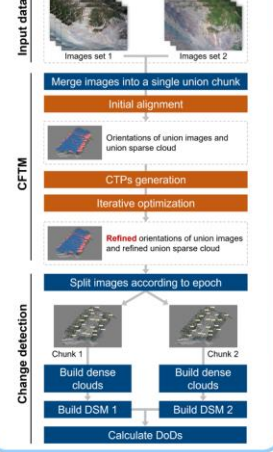 Input data
Images set 1
Images set 2
CFTM
Merge images into a single union chunk
Initial alignment
Orientations of union images and
union sparse cloud
CTPs generation
Iterative optimization
Refined orientations of union images
and refined union sparse cloud
Change detection
Split images according to epoch
Chunk 1
Chunk 2
Build dense
clouds
Build dense
clouds
Build DSM 1
Build DSM 2
Calculate DoDs